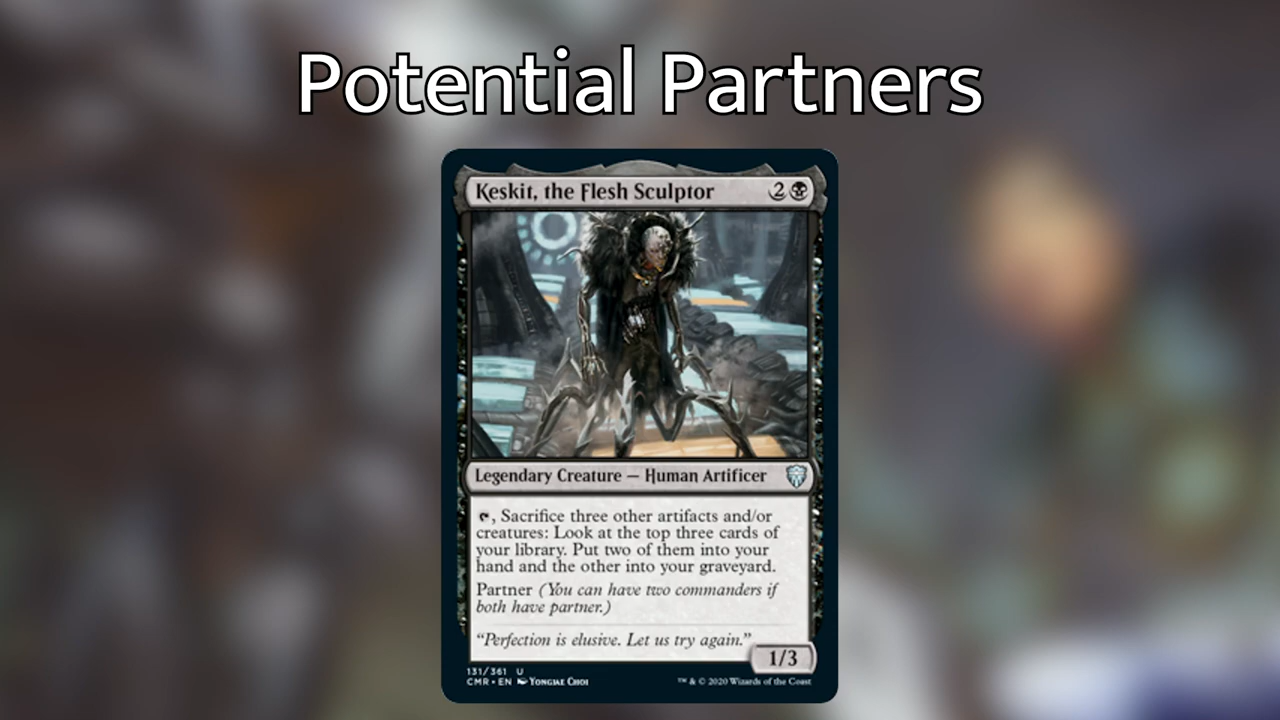 Potential Partners
Keskit, the Flesh Sculptor 2
Legendary Creature — Human Artificer
, Sacrifice three other artifacts and/or
creatures: Look at the top three cards of
your library. Put two of them into your
hand and the other into your graveyard.
Partner (You can have two commanders if
both have partner.)
“Perfection is elusive. Let us try again.”
1/3
131/361 U
CMR • EN Yongjae Choi
™ & © 2020 Wizards of the Coast